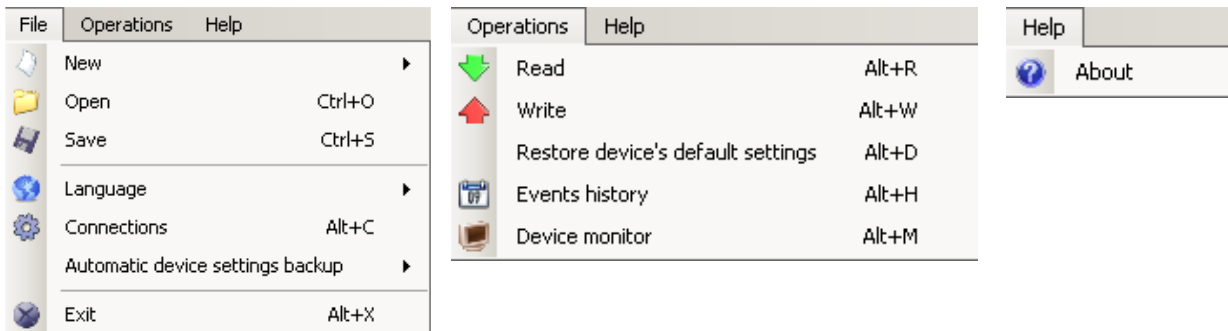 File Operations Help
New
Open Ctrl+O
Save Ctrl+S
Language
Connections Alt+C
Automatic device settings backup
Exit Alt+X
Operations Help
Read Alt+R
Write Alt+W
Restore device's default settings Alt+D
09
Events history Alt+H
Device monitor Alt+M
Help
? About